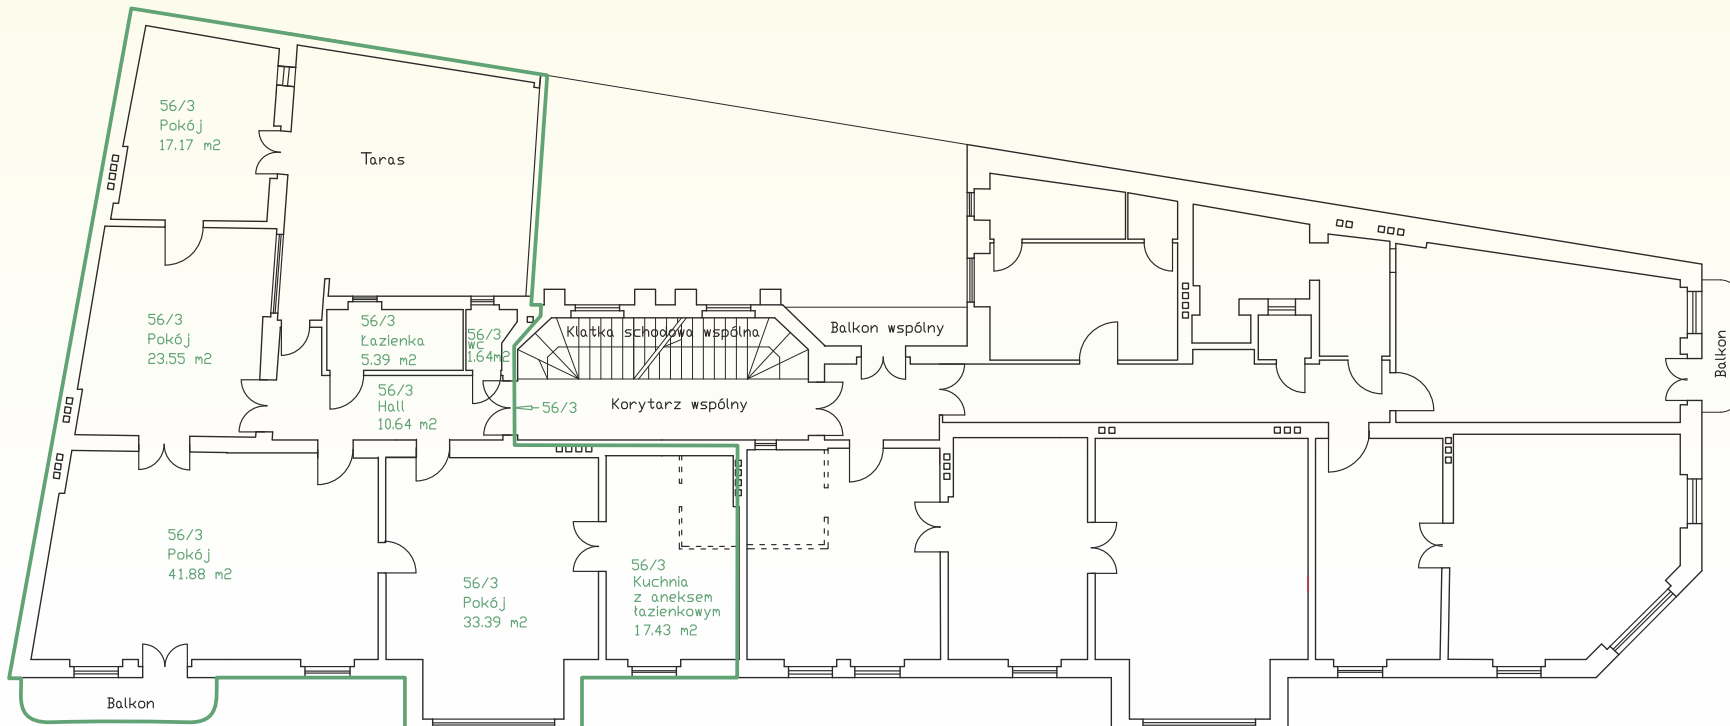 56/3
Pokój
17.17 m2
Taras
56/3
Pokój
23.55 m2
56/3
Łazienka
5.39 m2
56/3
wc
1.64m2
Klatka schodowa wspólna
Balkon wspólny
Balkon
56/3
Hall
10.64 m2
56/3
Korytarz wspólny
56/3
Pokój
41.88 m2
56/3
Pokój
33.39 m2
56/3
Kuchnia
z aneksem
łazienkowym
17.43 m2
Balkon